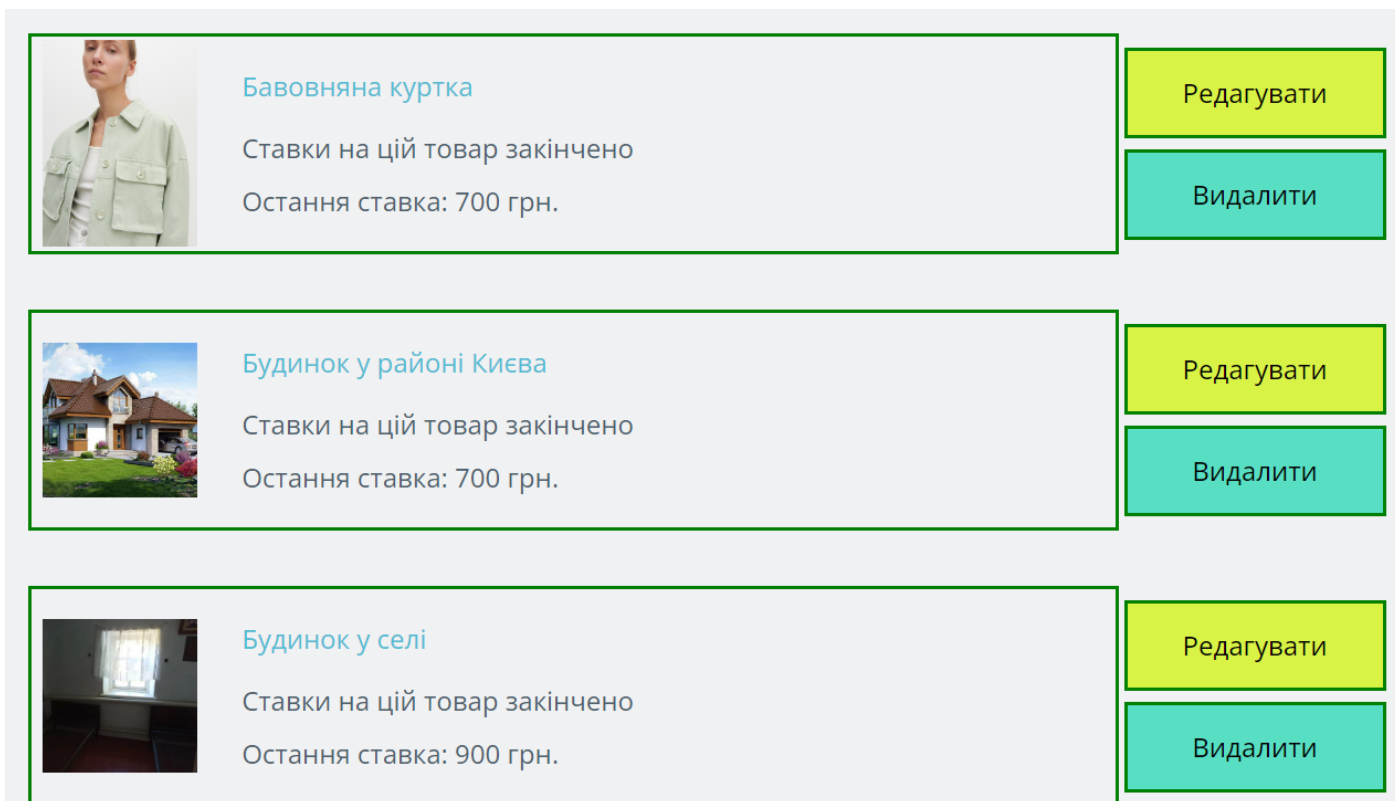 Бавовняна куртка
Ставки на цій товар закінчено
Остання ставка: 700 грн.
Редагувати
Видалити
Будинок у районі Києва
Ставки на цій товар закінчено
Остання ставка: 700 грн.
Редагувати
Видалити
Будинок у селі
Ставки на цій товар закінчено
Остання ставка: 900 грн.
Редагувати
Видалити